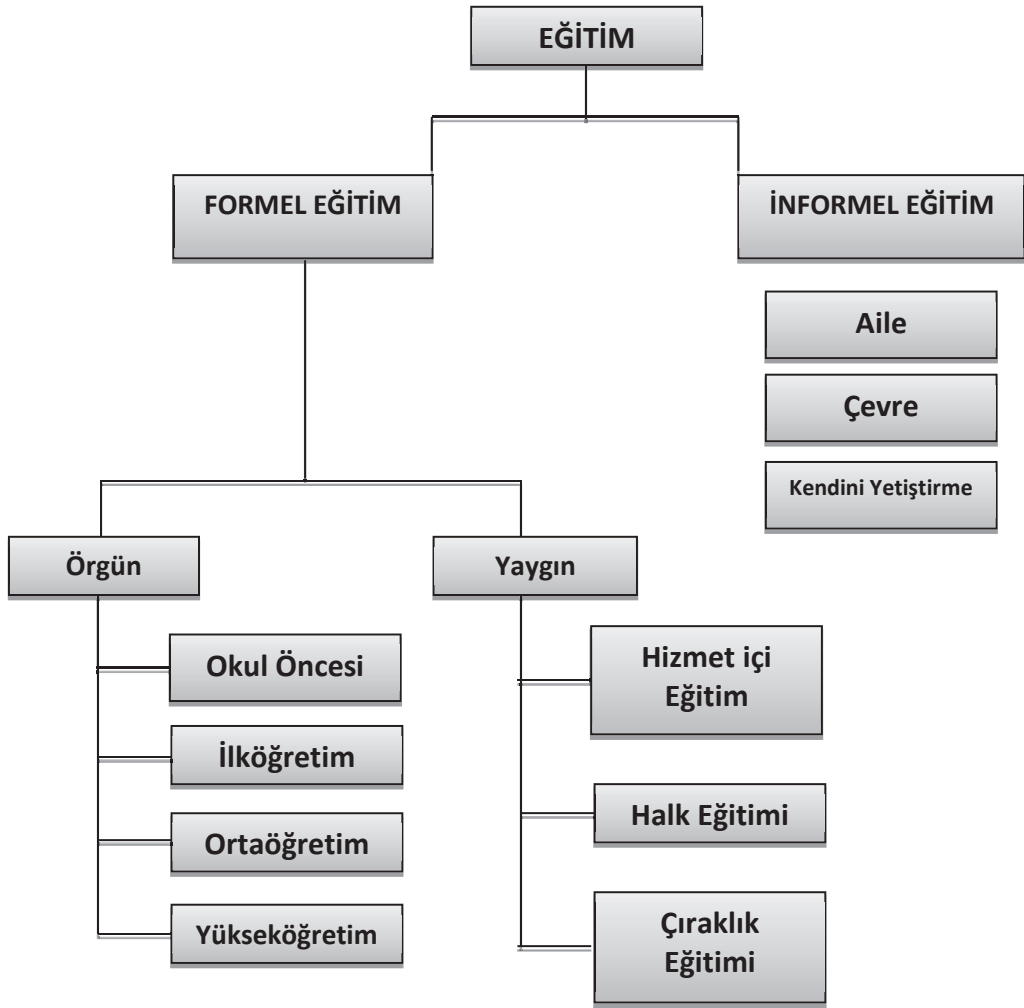 EĞİTİM
FORMEL EĞİTİM
İNFORMEL EĞİTİM
Aile
Çevre
Kendini Yetiştirme
Örgün
Yaygın
Okul Öncesi
İlköğretim
Ortaöğretim
Yükseköğretim
Hizmet içi
Eğitim
Halk Eğitimi
Çıraklık
Eğitimi